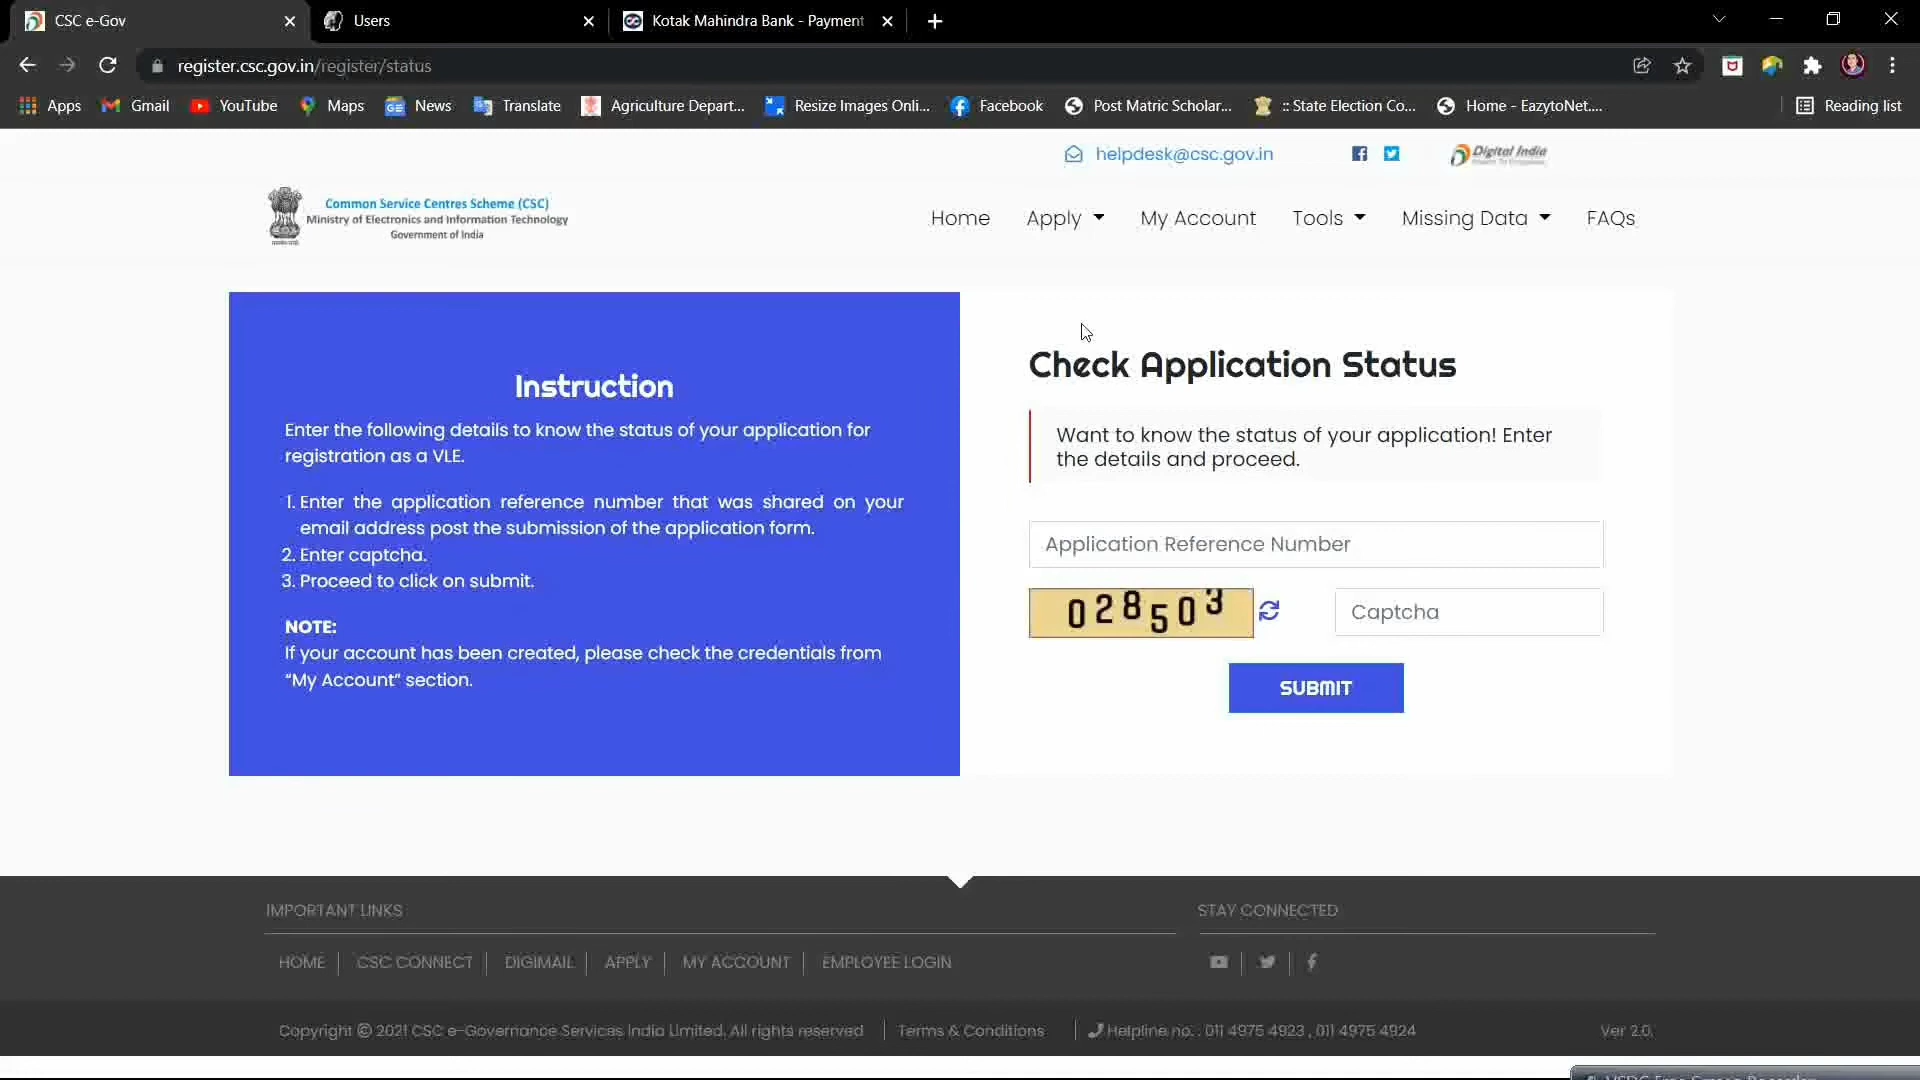 CSC e-Gov
Users
Kotak Mahindra Bank - Payment
register.csc.gov.in/register/status
Apps
Gmail
YouTube
Maps
News
Translate
Agriculture Depart...
Resize Images Onli...
Facebook
Post Matric Scholar...
:: State Election Co...
Home - EazytoNet....
Reading list
helpdesk@csc.gov.in
Digital India
Common Service Centres Scheme (CSC)
Ministry of Electronics and Information Technology
Government of India
Home
Apply
My Account
Tools
Missing Data
FAQs
Instruction
Enter the following details to know the status of your application for
registration as a VLE.
1. Enter the application reference number that was shared on your
email address post the submission of the application form.
2. Enter captcha.
3. Proceed to click on submit.
NOTE:
If your account has been created, please check the credentials from
“My Account” section.
Check Application Status
Want to know the status of your application! Enter
the details and proceed.
Application Reference Number
028503
Captcha
SUBMIT
IMPORTANT LINKS
HOME
CSC CONNECT
DIGIMAIL
APPLY
MY ACCOUNT
EMPLOYEE LOGIN
STAY CONNECTED
Copyright © 2021 CSC e-Governance Services India Limited. All rights reserved
Terms & Conditions
Helpline no. : 011 4975 4923 , 011 4975 4924
Ver 2.0.